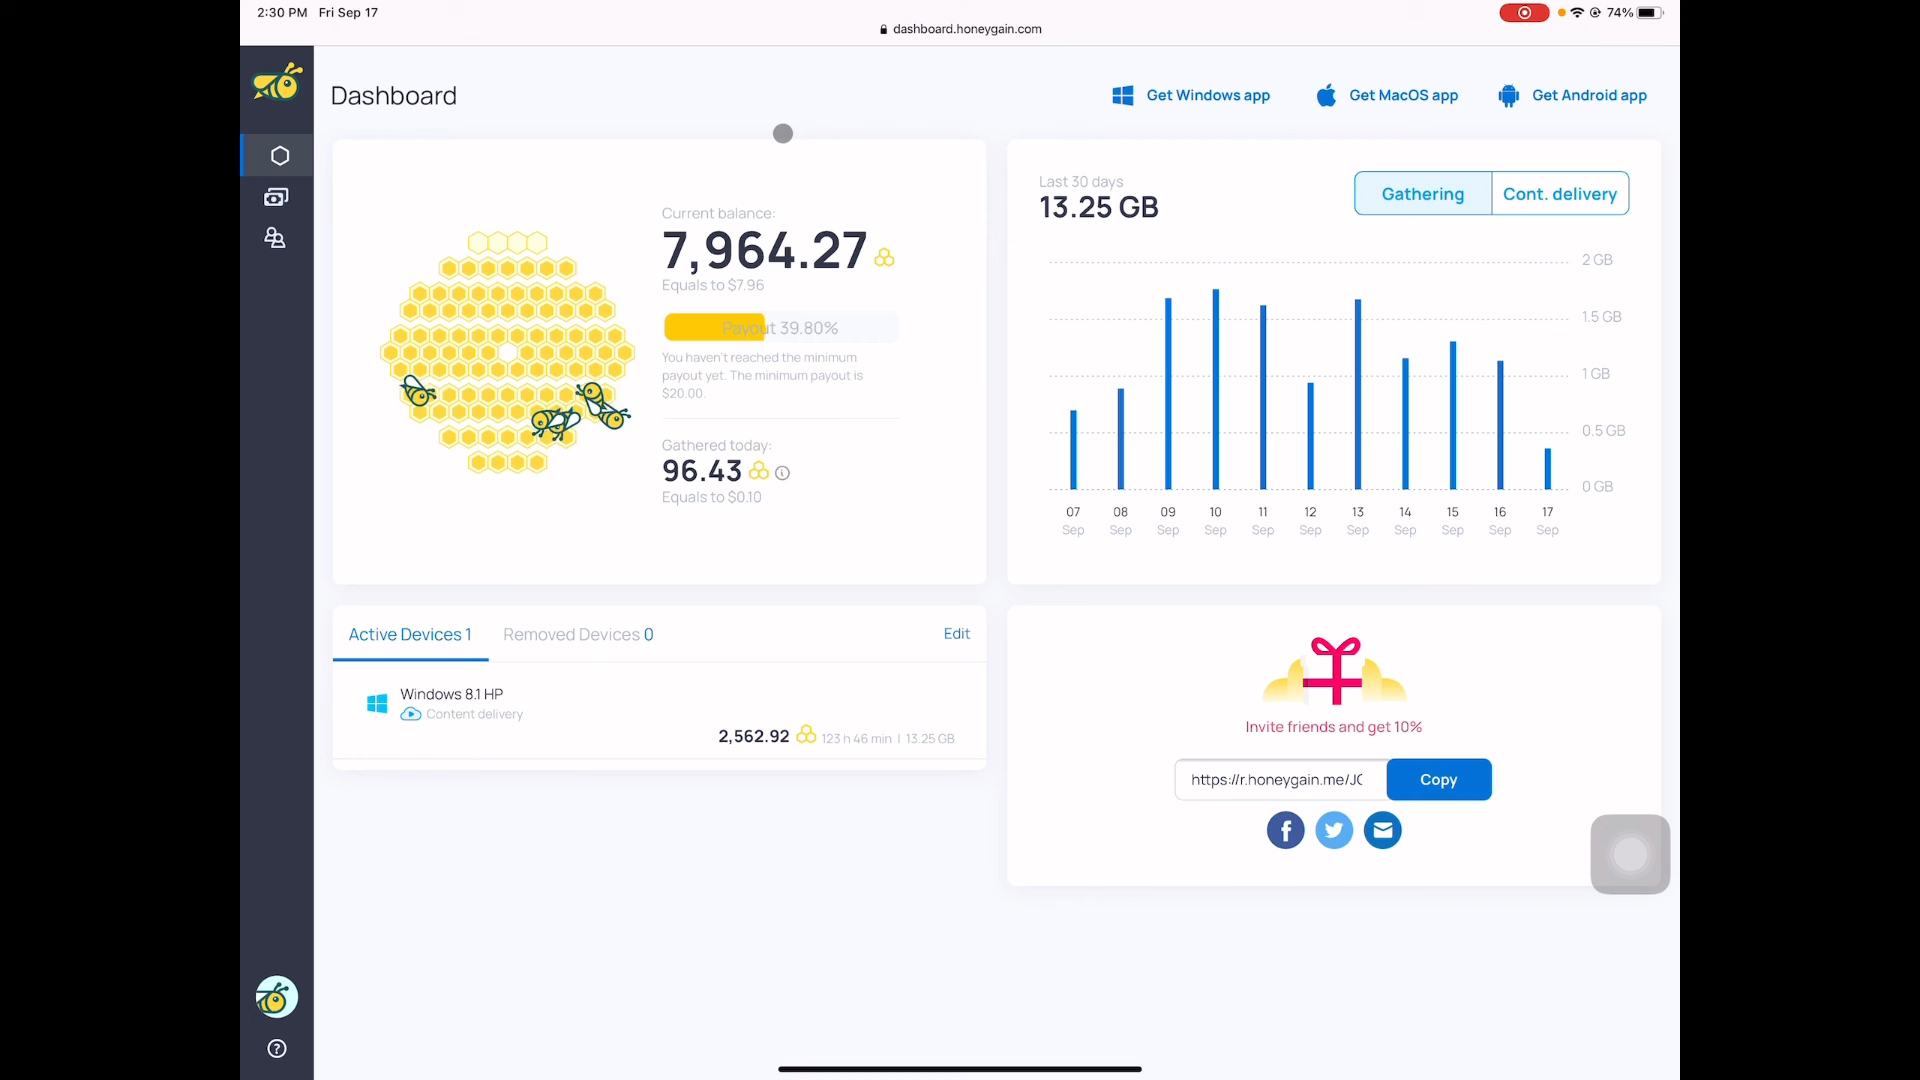 2:30 PM Fri Sep 17
74%
dashboard.honeygain.com
Dashboard
Get Windows app
Get MacOS app
Get Android app
Current balance:
7,964.27
Equals to $7.96
Payout 39.80%
You haven't reached the minimum
payout yet. The minimum payout is
$20.00.
Gathered today:
96.43
Equals to $0.10
Last 30 days
13.25 GB
Gathering
Cont. delivery
2 GB
1.5 GB
1 GB
0.5 GB
0 GB
07 08 09 10 11 12 13 14 15 16 17
Sep Sep Sep Sep Sep Sep Sep Sep Sep Sep Sep
Active Devices 1
Removed Devices 0
Edit
Windows 8.1 HP
Content delivery
2,562.92 123 h 46 min | 13.25 GB
Invite friends and get 10%
https://r.honeygain.me/JC
Copy